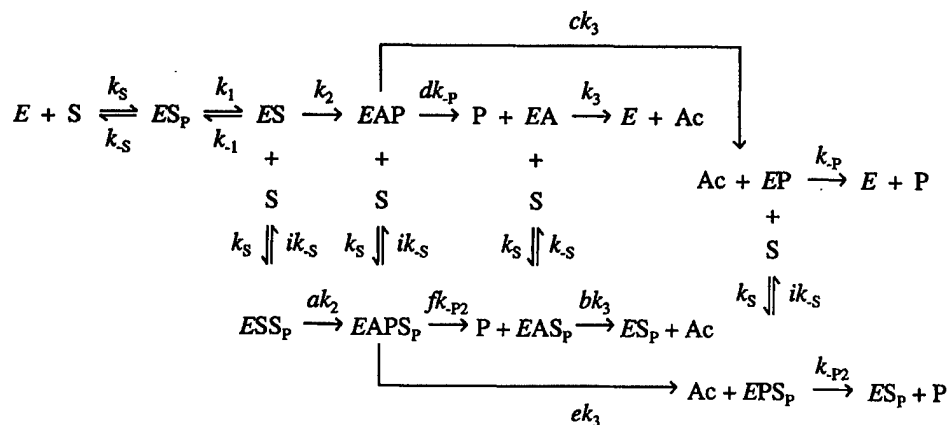 ck₃
kS k₁ k₂ dk-P k₃
E + S ⇌ ESP ⇌ ES → EAP → P + EA → E + Ac
k-S k-1
k-P
+ + + Ac + EP → E + P
S S S +
kS ⇌ ik-S kS ⇌ ik-S kS ⇌ k-S S
kS ⇌ ik-S
ak₂ fk-P2 bk₃
ESSP → EAPSP → P + EASP → ESP + Ac
k-P2
Ac + EPSP → ESP + P
ek₃